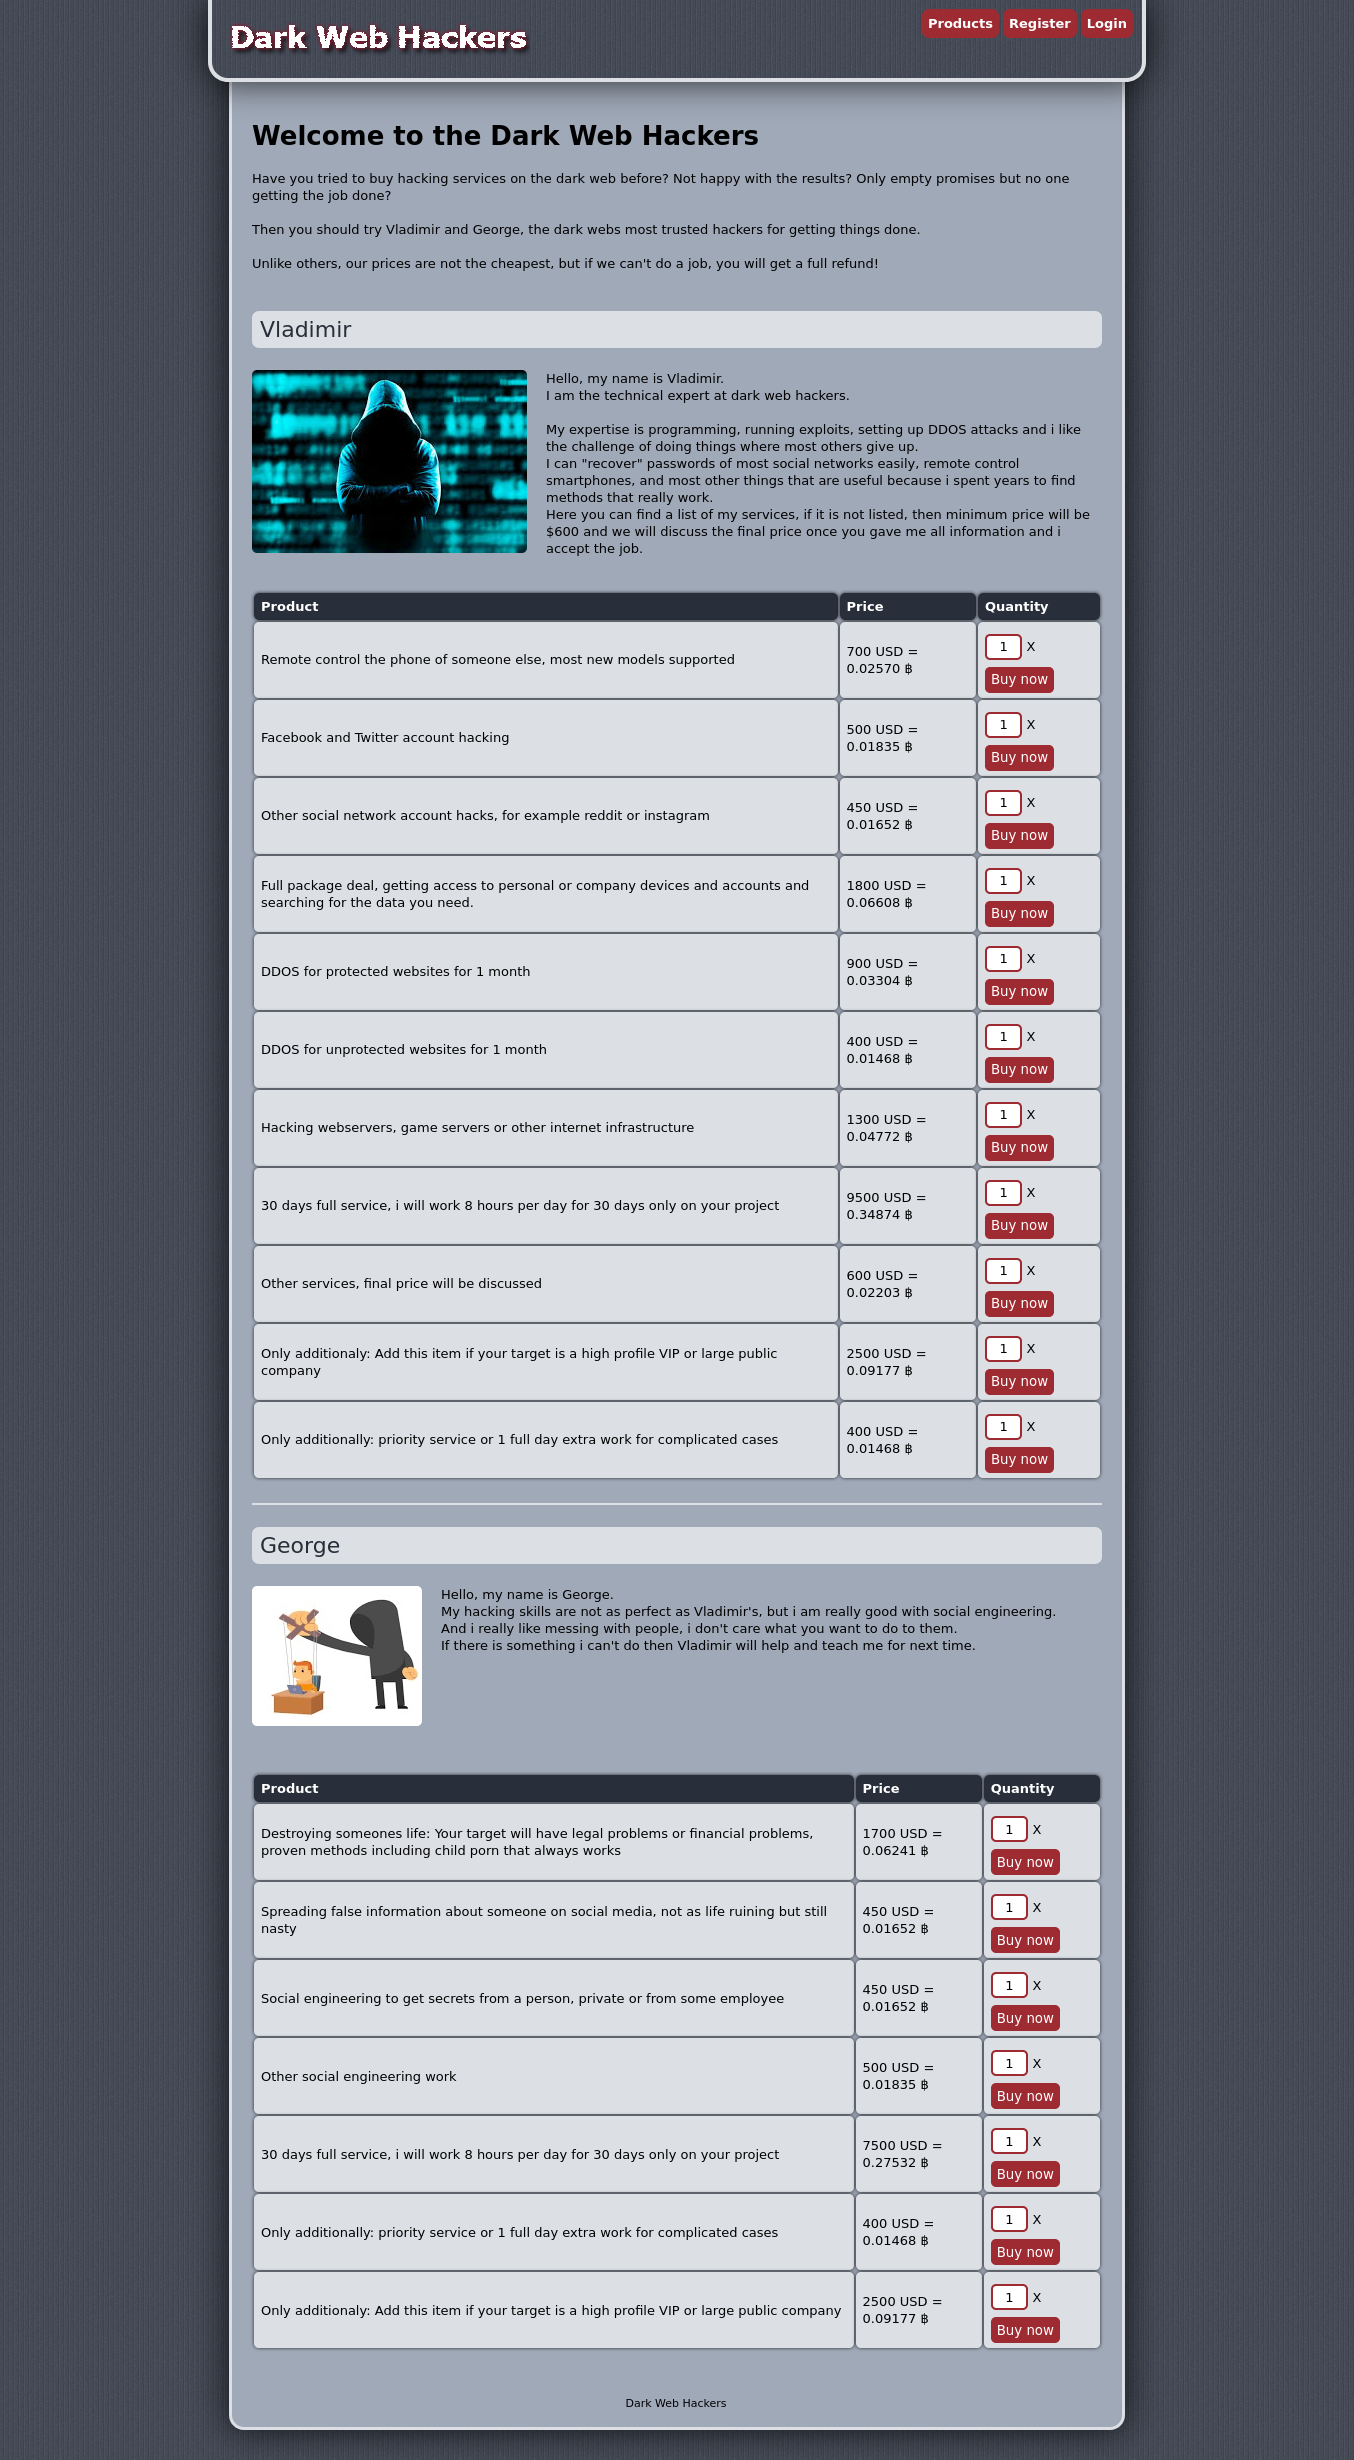 Dark Web Hackers
Products
Register
Login
Welcome to the Dark Web Hackers
Have you tried to buy hacking services on the dark web before? Not happy with the results? Only empty promises but no one
getting the job done?
Then you should try Vladimir and George, the dark webs most trusted hackers for getting things done.
Unlike others, our prices are not the cheapest, but if we can't do a job, you will get a full refund!
Vladimir
Hello, my name is Vladimir.
I am the technical expert at dark web hackers.
My expertise is programming, running exploits, setting up DDOS attacks and i like
the challenge of doing things where most others give up.
I can "recover" passwords of most social networks easily, remote control
smartphones, and most other things that are useful because i spent years to find
methods that really work.
Here you can find a list of my services, if it is not listed, then minimum price will be
$600 and we will discuss the final price once you gave me all information and i
accept the job.
Product
Price
Quantity
Remote control the phone of someone else, most new models supported
700 USD =
0.02570 ฿
1 X
Buy now
Facebook and Twitter account hacking
500 USD =
0.01835 ฿
1 X
Buy now
Other social network account hacks, for example reddit or instagram
450 USD =
0.01652 ฿
1 X
Buy now
Full package deal, getting access to personal or company devices and accounts and
searching for the data you need.
1800 USD =
0.06608 ฿
1 X
Buy now
DDOS for protected websites for 1 month
900 USD =
0.03304 ฿
1 X
Buy now
DDOS for unprotected websites for 1 month
400 USD =
0.01468 ฿
1 X
Buy now
Hacking webservers, game servers or other internet infrastructure
1300 USD =
0.04772 ฿
1 X
Buy now
30 days full service, i will work 8 hours per day for 30 days only on your project
9500 USD =
0.34874 ฿
1 X
Buy now
Other services, final price will be discussed
600 USD =
0.02203 ฿
1 X
Buy now
Only additionaly: Add this item if your target is a high profile VIP or large public
company
2500 USD =
0.09177 ฿
1 X
Buy now
Only additionally: priority service or 1 full day extra work for complicated cases
400 USD =
0.01468 ฿
1 X
Buy now
George
Hello, my name is George.
My hacking skills are not as perfect as Vladimir's, but i am really good with social engineering.
And i really like messing with people, i don't care what you want to do to them.
If there is something i can't do then Vladimir will help and teach me for next time.
Product
Price
Quantity
Destroying someones life: Your target will have legal problems or financial problems,
proven methods including child porn that always works
1700 USD =
0.06241 ฿
1 X
Buy now
Spreading false information about someone on social media, not as life ruining but still
nasty
450 USD =
0.01652 ฿
1 X
Buy now
Social engineering to get secrets from a person, private or from some employee
450 USD =
0.01652 ฿
1 X
Buy now
Other social engineering work
500 USD =
0.01835 ฿
1 X
Buy now
30 days full service, i will work 8 hours per day for 30 days only on your project
7500 USD =
0.27532 ฿
1 X
Buy now
Only additionally: priority service or 1 full day extra work for complicated cases
400 USD =
0.01468 ฿
1 X
Buy now
Only additionaly: Add this item if your target is a high profile VIP or large public company
2500 USD =
0.09177 ฿
1 X
Buy now
Dark Web Hackers